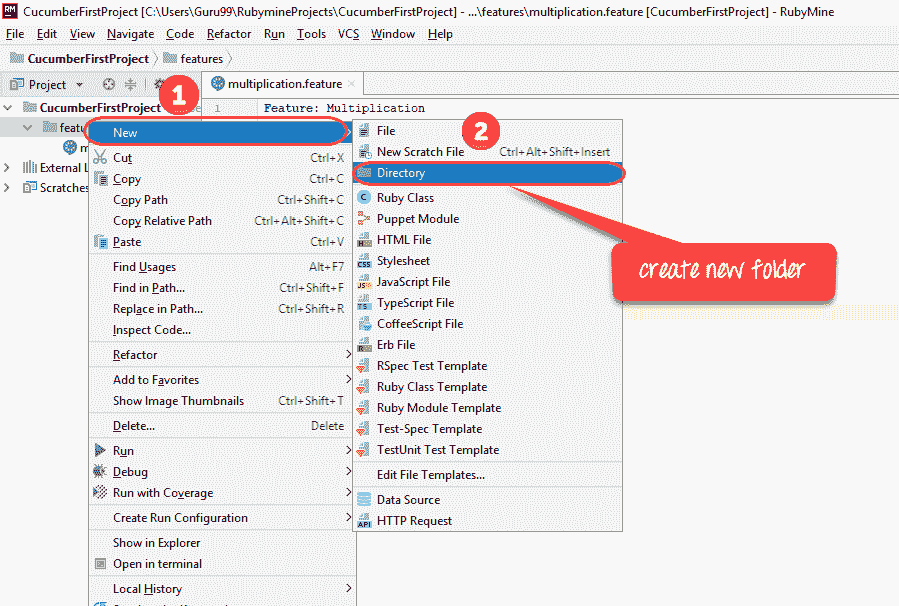 RM CucumberFirstProject [C:\Users\Guru99\RubymineProjects\CucumberFirstProject] - ...\features\multiplication.feature [CucumberFirstProject] - RubyMine
File Edit View Navigate Code Refactor Run Tools VCS Window Help
CucumberFirstProject features
Project multiplication.feature
1
CucumberFirstProject 1 Feature: Multiplication
New
Cut Ctrl+X
Copy Ctrl+C
Copy Path Ctrl+Shift+C
Copy Relative Path Ctrl+Alt+Shift+C
Paste Ctrl+V
Find Usages Alt+F7
Find in Path... Ctrl+Shift+F
Replace in Path... Ctrl+Shift+R
Inspect Code...
Refactor
Add to Favorites
Show Image Thumbnails Ctrl+Shift+T
Delete... Delete
Run
Debug
Run with Coverage
Create Run Configuration
Show in Explorer
Open in terminal
Local History
External
Scratches
2
File
New Scratch File Ctrl+Alt+Shift+Insert
Directory
Ruby Class
Puppet Module
HTML File
Stylesheet
JavaScript File
TypeScript File
CoffeeScript File
Erb File
RSpec Test Template
Ruby Class Template
Ruby Module Template
Test-Spec Template
TestUnit Test Template
Edit File Templates...
Data Source
HTTP Request
create new folder